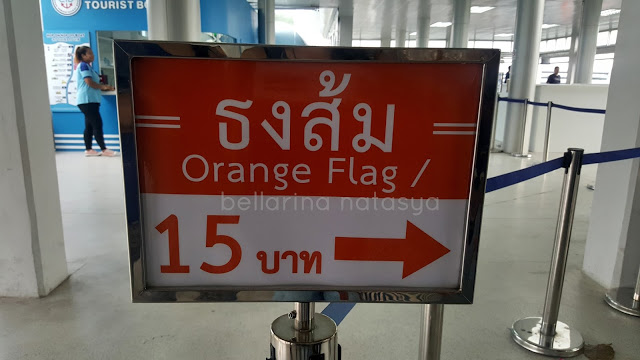 TOURIST BO
ธงส้ม
Orange Flag /
bellarina natasya
15 บาท